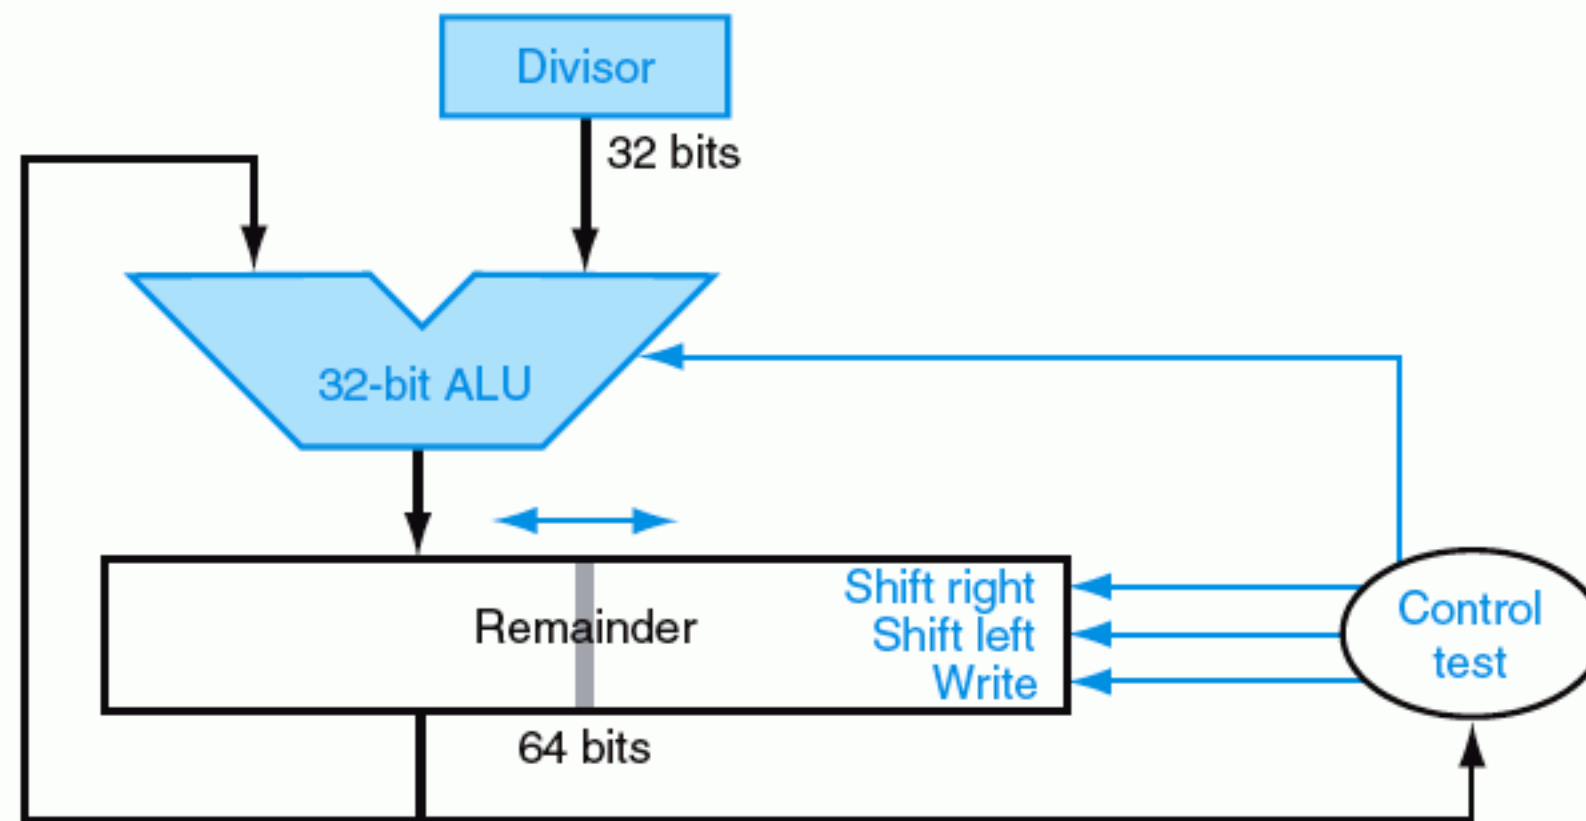 Divisor
32 bits
32-bit ALU
Remainder
Shift right
Shift left
Write
Control
test
64 bits